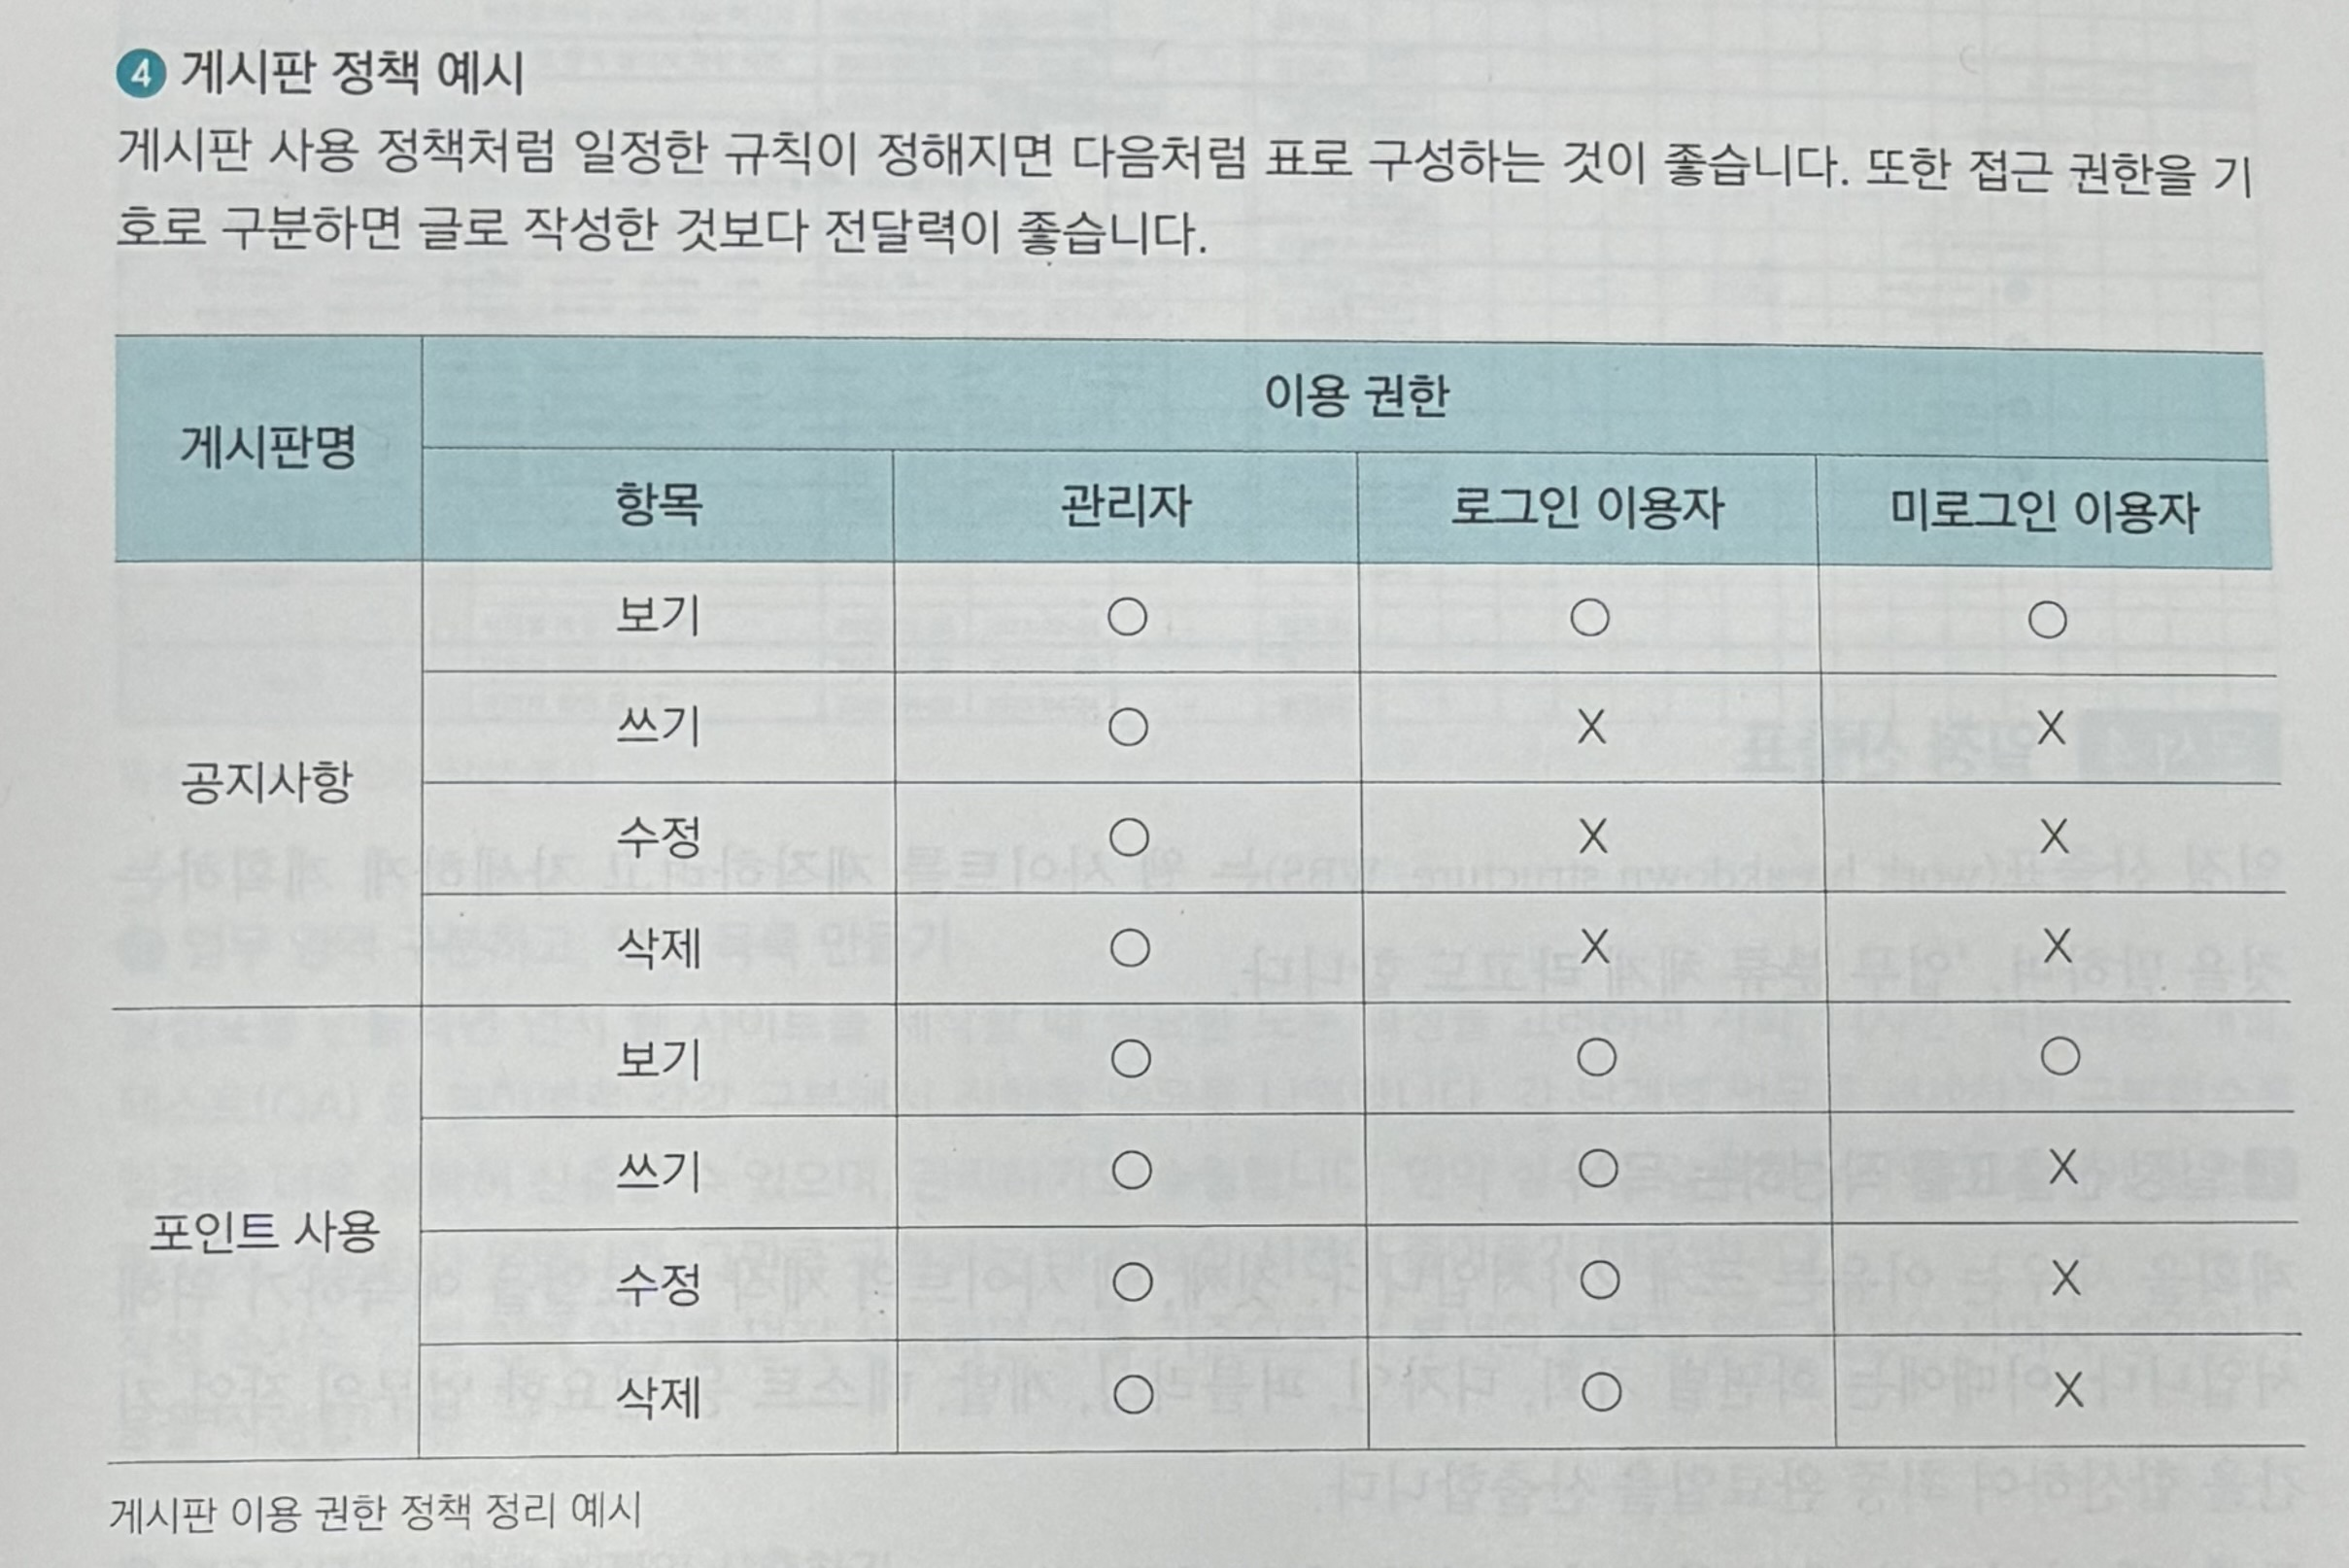 4 게시판 정책 예시
게시판 사용 정책처럼 일정한 규칙이 정해지면 다음처럼 표로 구성하는 것이 좋습니다. 또한 접근 권한을 기
호로 구분하면 글로 작성한 것보다 전달력이 좋습니다.
게시판명 이용 권한
항목 관리자 로그인 이용자 미로그인 이용자
공지사항
보기 ○ ○ ○
쓰기 ○ X X
수정 ○ X X
삭제 ○ X X
포인트 사용
보기 ○ ○ ○
쓰기 ○ ○ X
수정 ○ ○ X
삭제 ○ ○ X
게시판 이용 권한 정책 정리 예시